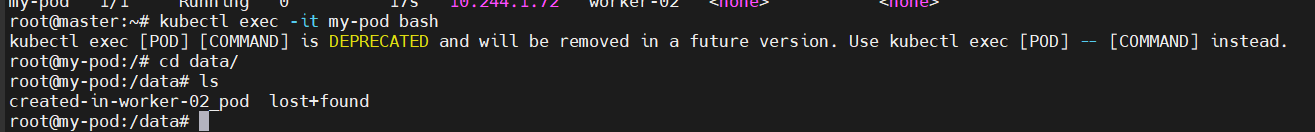 my-pod   1/1     Running   0          17s   10.244.1.72   worker-02   <none>           <none>
root@master:~# kubectl exec -it my-pod bash
kubectl exec [POD] [COMMAND] is DEPRECATED and will be removed in a future version. Use kubectl exec [POD] -- [COMMAND] instead.
root@my-pod:/# cd data/
root@my-pod:/data# ls
created-in-worker-02_pod  lost+found
root@my-pod:/data#